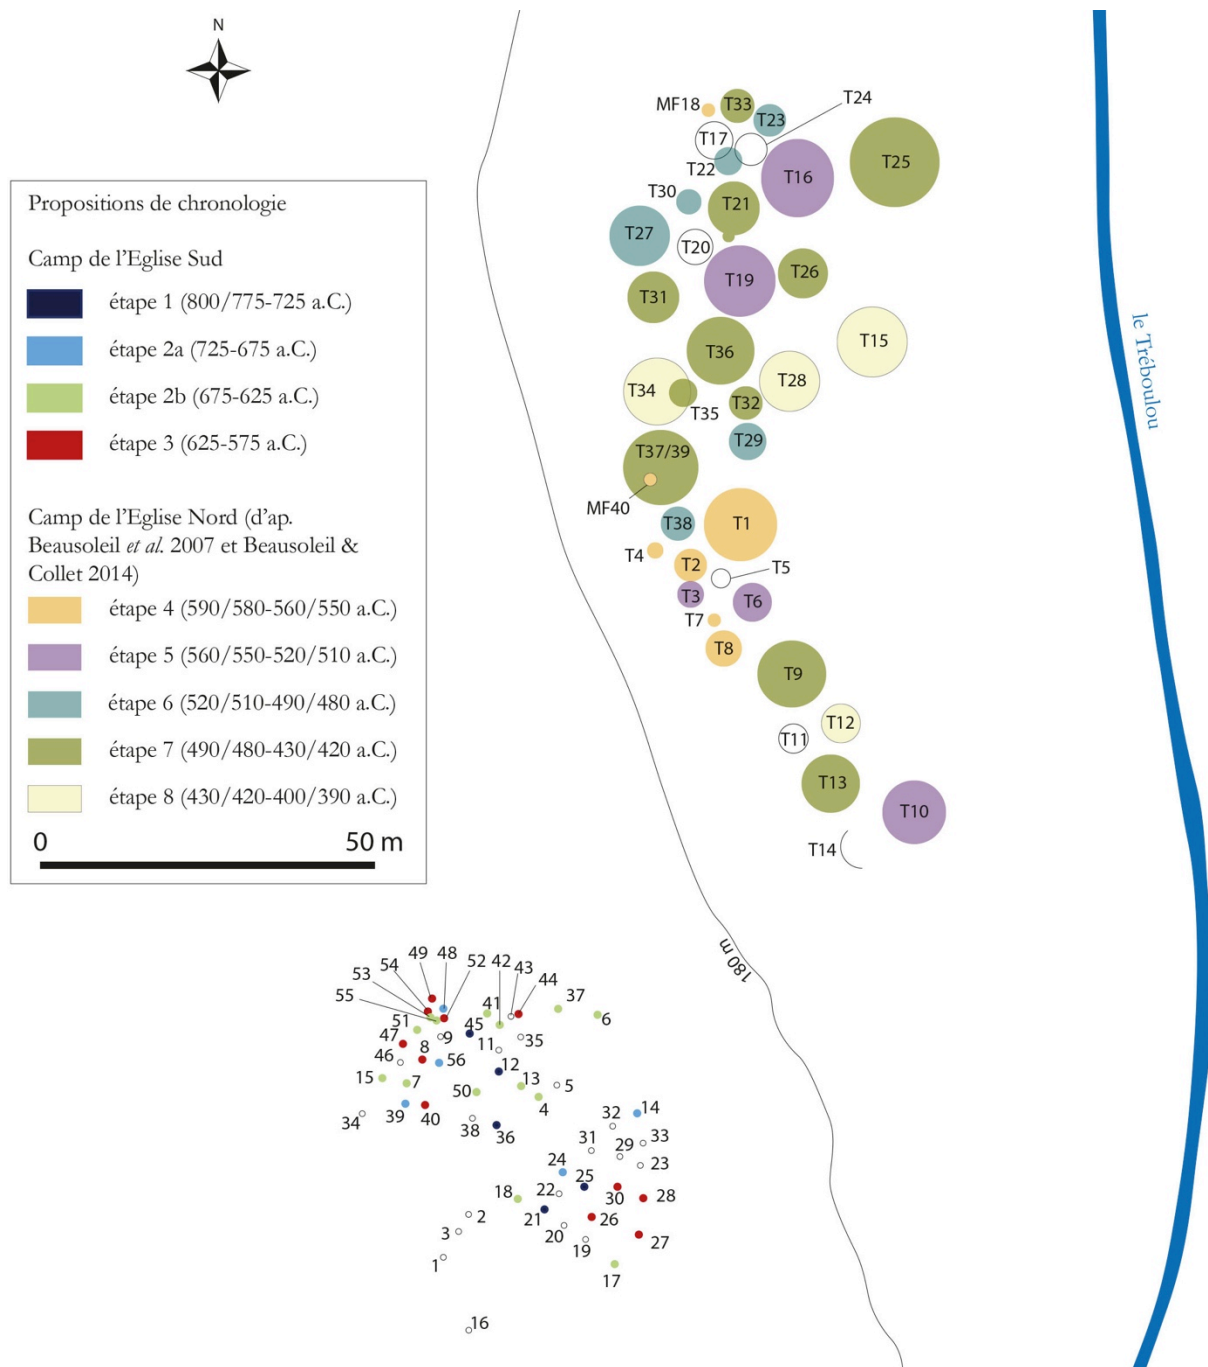 N
Propositions de chronologie
Camp de l'Eglise Sud
étape 1 (800/775-725 a.C.)
étape 2a (725-675 a.C.)
étape 2b (675-625 a.C.)
étape 3 (625-575 a.C.)
Camp de l'Eglise Nord (d'ap.
Beausoleil et al. 2007 et Beausoleil &
Collet 2014)
étape 4 (590/580-560/550 a.C.)
étape 5 (560/550-520/510 a.C.)
étape 6 (520/510-490/480 a.C.)
étape 7 (490/480-430/420 a.C.)
étape 8 (430/420-400/390 a.C.)
0 50 m
MF18 T33 T23 T24
T17
T22 T16 T25
T30
T21
T27
T20
T19 T26
T31
T36 T15
T34 T28
T35 T32
T29
T37/39
MF40
T38 T1
T4
T2 T5
T3 T6
T7
T8
T9
T12
T11
T13
T10
T14
le Tréboulou
180 m
49 48
54 52 42 43
53 44
55 41 37
51 45 6
47 9 35
8 11
46 56 12
15 7 13 5
50 4
39 40 14
34 38 36 32
31 29 33
24 23
25
18 22 30 28
2 21 26
3 20 27
1 19
17
16